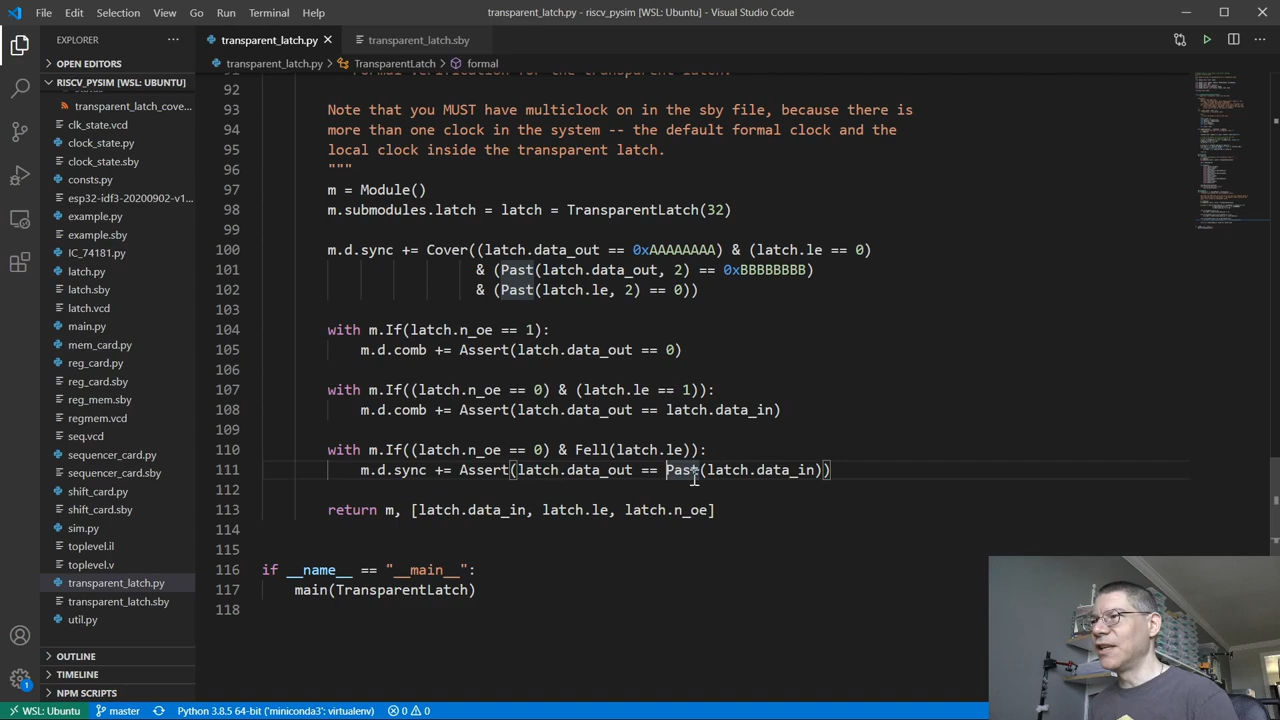 File Edit Selection View Go Run Terminal Help
transparent_latch.py - riscv_pysim [WSL: Ubuntu] - Visual Studio Code
EXPLORER
OPEN EDITORS
RISCV_PYSIM [WSL: UBUNTU]
transparent_latch_cove...
clk_state.vcd
clock_state.py
clock_state.sby
consts.py
esp32-idf3-20200902-v1...
example.py
example.sby
IC_74181.py
latch.py
latch.sby
latch.vcd
main.py
mem_card.py
reg_card.py
reg_card.sby
reg_mem.sby
regmem.vcd
seq.vcd
sequencer_card.py
sequencer_card.sby
shift_card.py
shift_card.sby
sim.py
toplevel.il
toplevel.v
transparent_latch.py
transparent_latch.sby
util.py
OUTLINE
TIMELINE
NPM SCRIPTS
transparent_latch.py
transparent_latch.sby
transparent_latch.py > TransparentLatch > formal
91 Formal verification for the transparent latch.
92
93 Note that you MUST have multiclock on in the sby file, because there is
94 more than one clock in the system -- the default formal clock and the
95 local clock inside the Transparent latch.
96 """
97 m = Module()
98 m.submodules.latch = = TransparentLatch(32)
99
100 m.d.sync += Cover((latch.data_out == 0xAAAAAAAA) & (latch.le == 0)
101 & (Past(latch.data_out, 2) == 0xBBBBBBBB)
102 & (Past(latch.le, 2) == 0))
103
104 with m.If(latch.n_oe == 1):
105 m.d.comb += Assert(latch.data_out == 0)
106
107 with m.If((latch.n_oe == 0) & (latch.le == 1)):
108 m.d.comb += Assert(latch.data_out == latch.data_in)
109
110 with m.If((latch.n_oe == 0) & Fell(latch.le)):
111 m.d.sync += Assert(latch.data_out == Past(latch.data_in))
112
113 return m, [latch.data_in, latch.le, latch.n_oe]
114
115
116 if __name__ == "__main__":
117 main(TransparentLatch)
118
1
WSL: Ubuntu master Python 3.8.5 64-bit ('miniconda3': virtualenv) 0 0